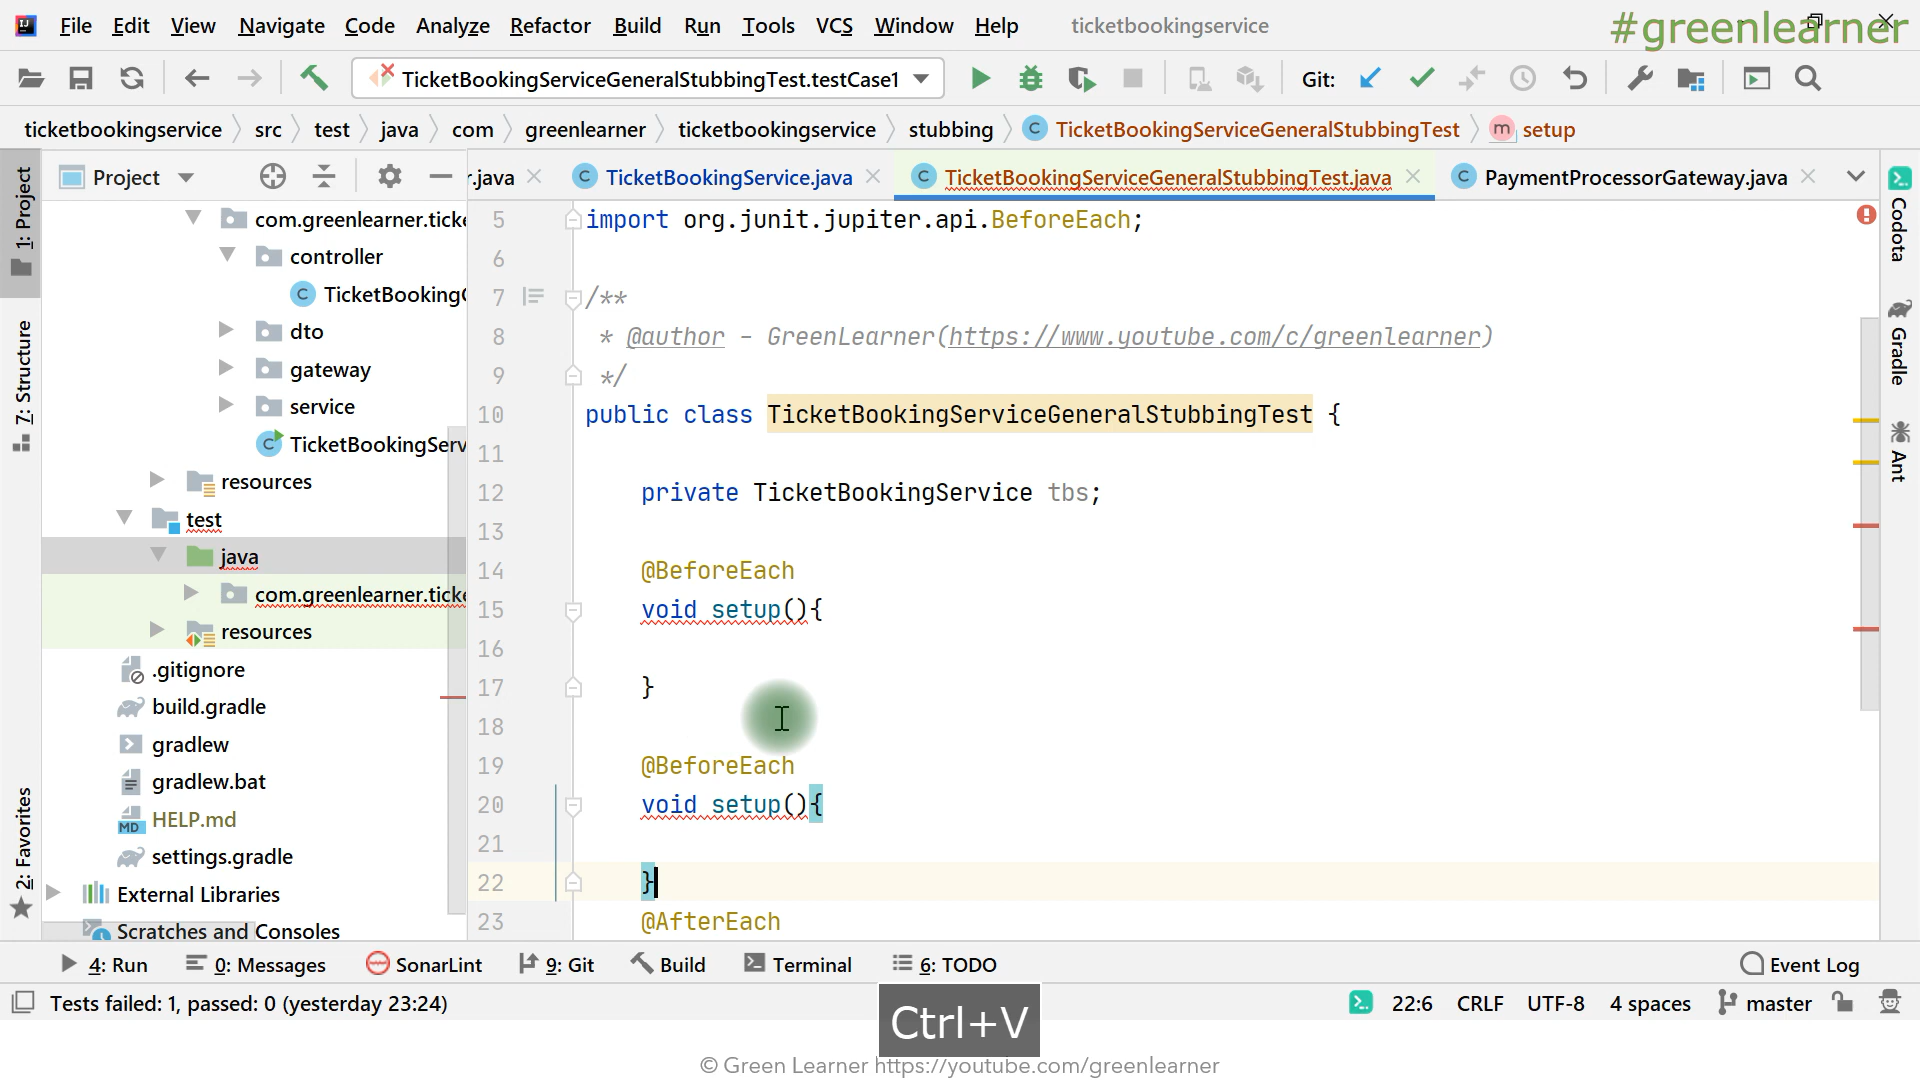 File Edit View Navigate Code Analyze Refactor Build Run Tools VCS Window Help ticketbookingservice
#greenlearner
TicketBookingServiceGeneralStubbingTest.testCase1 Git:
ticketbookingservice src test java com greenlearner ticketbookingservice stubbing TicketBookingServiceGeneralStubbingTest setup
Project r.java TicketBookingService.java TicketBookingServiceGeneralStubbingTest.java PaymentProcessorGateway.java
1: Project
7: Structure
2: Favorites
com.greenlearner.ticke
controller
TicketBooking
dto
gateway
service
TicketBookingServ
resources
test
java
com.greenlearner.ticke
resources
.gitignore
build.gradle
gradlew
gradlew.bat
HELP.md
settings.gradle
External Libraries
Scratches and Consoles
5 import org.junit.jupiter.api.BeforeEach;
6
7 /**
8 * @author – GreenLearner(https://www.youtube.com/c/greenlearner)
9 */
10 public class TicketBookingServiceGeneralStubbingTest {
11
12 private TicketBookingService tbs;
13
14 @BeforeEach
15 void setup(){
16
17 }
18
19 @BeforeEach
20 void setup(){
21
22 }
23 @AfterEach
Codota
Gradle
Ant
4: Run 0: Messages SonarLint 9: Git Build Terminal 6: TODO Event Log
Tests failed: 1, passed: 0 (yesterday 23:24) 22:6 CRLF UTF-8 4 spaces master
Ctrl+V
© Green Learner https://youtube.com/greenlearner